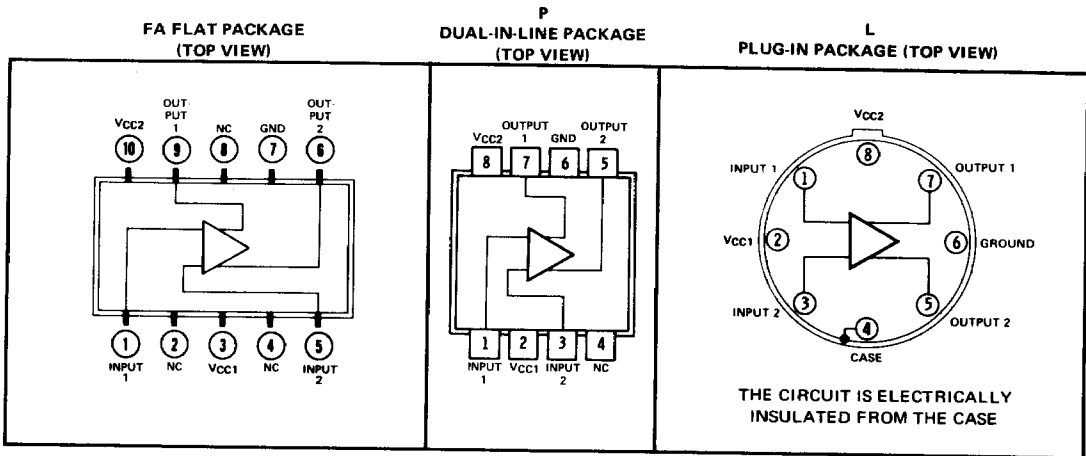 FA FLAT PACKAGE
(TOP VIEW)
VCC2
OUT-
PUT
1
NC
GND
OUT-
PUT
2
10
9
8
7
6
1
2
3
4
5
INPUT
1
NC
VCC1
NC
INPUT
2
P
DUAL-IN-LINE PACKAGE
(TOP VIEW)
VCC2
OUTPUT
1
GND
OUTPUT
2
8
7
6
5
1
2
3
4
INPUT
1
VCC1
INPUT
2
NC
L
PLUG-IN PACKAGE (TOP VIEW)
VCC2
8
INPUT 1
1
7
OUTPUT 1
VCC1
2
6
GROUND
INPUT 2
3
5
OUTPUT 2
4
CASE
THE CIRCUIT IS ELECTRICALLY
INSULATED FROM THE CASE